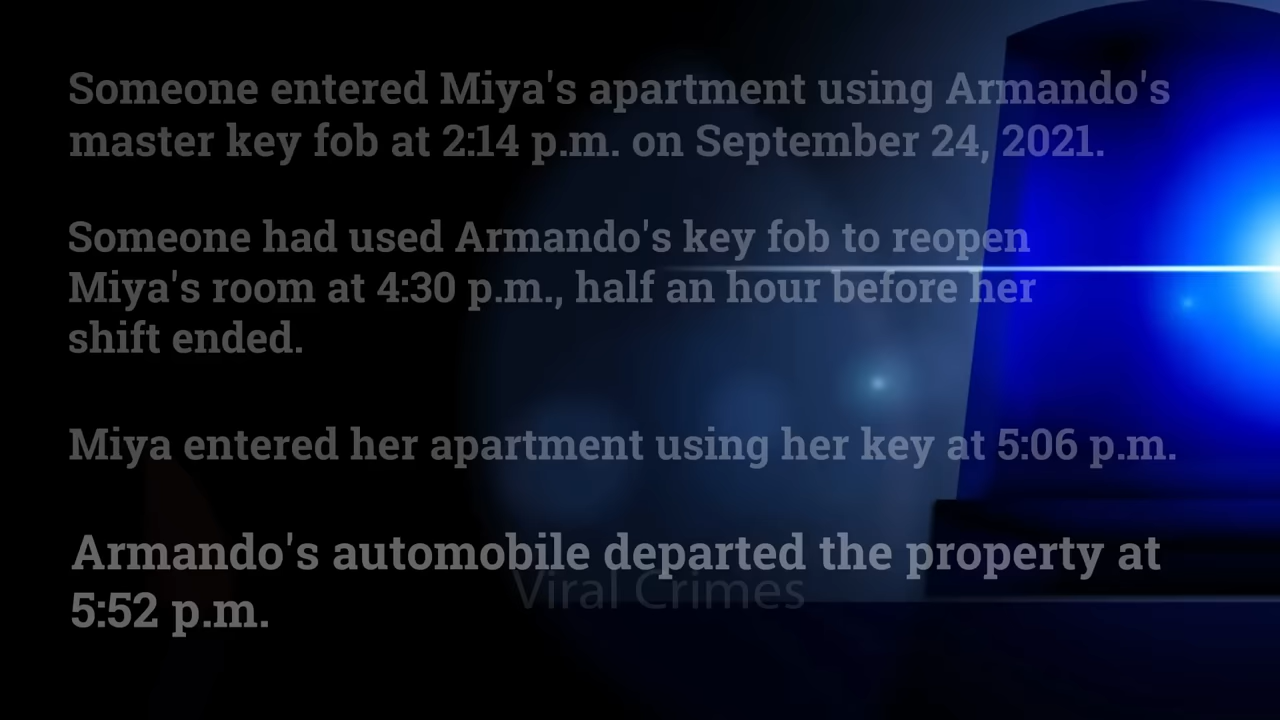 Someone entered Miya's apartment using Armando's
master key fob at 2:14 p.m. on September 24, 2021.
Someone had used Armando's key fob to reopen
Miya's room at 4:30 p.m., half an hour before her
shift ended.
Miya entered her apartment using her key at 5:06 p.m.
Armando's automobile departed the property at
5:52 p.m.
Viral Crimes